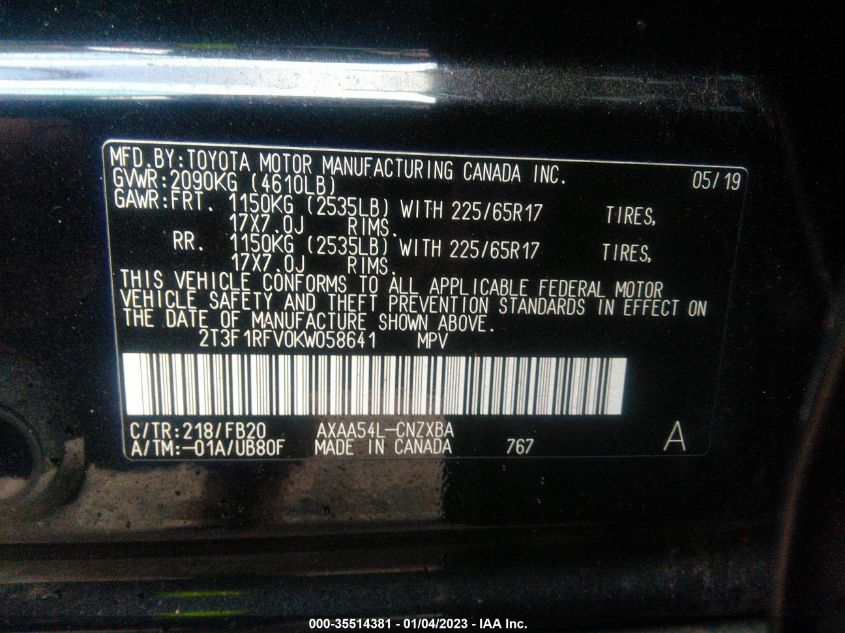 MFD.BY:TOYOTA MOTOR MANUFACTURING CANADA INC. 05/19
GVWR:2090KG (4610LB)
GAWR:FRT. 1150KG (2535LB) WITH 225/65R17 TIRES,
17X7.0J RIMS.
RR. 1150KG (2535LB) WITH 225/65R17 TIRES,
17X7.0J RIMS.
THIS VEHICLE CONFORMS TO ALL APPLICABLE FEDERAL MOTOR
VEHICLE SAFETY AND THEFT PREVENTION STANDARDS IN EFFECT ON
THE DATE OF MANUFACTURE SHOWN ABOVE.
2T3F1RFV0KW058641 MPV
C/TR:218/FB20 AXAA54L-CNZXBA
A/TM:-01A/UB80F MADE IN CANADA 767 A
000-35514381 - 01/04/2023 - IAA Inc.